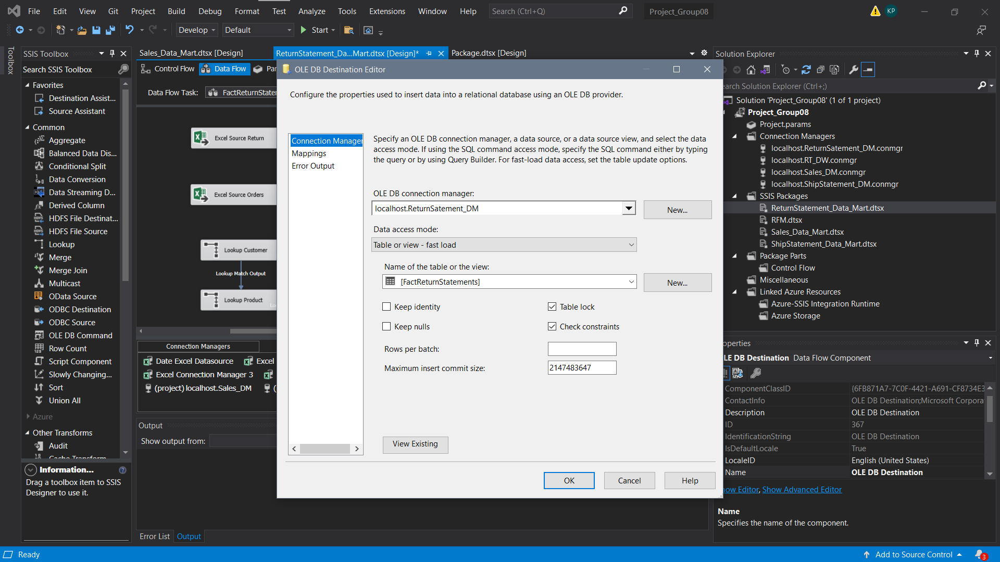 File Edit View Git Project Build Debug Format Test Analyze Tools Extensions Window Help Search (Ctrl+Q) Project_Group08 KP
Develop Default Start
Toolbox
SSIS Toolbox
Search SSIS Toolbox
Favorites
Destination Assist...
Source Assistant
Common
Aggregate
Balanced Data Dis...
Conditional Split
Data Conversion
Data Streaming D...
Derived Column
HDFS File Destinat...
HDFS File Source
Lookup
Merge
Merge Join
Multicast
OData Source
ODBC Destination
ODBC Source
OLE DB Command
Row Count
Script Component
Slowly Changing...
Sort
Union All
Azure
Other Transforms
Audit
Cache Transform
Information...
Drag a toolbox item to SSIS
Designer to use it.
Sales_Data_Mart.dtsx [Design] ReturnStatement_Da...Mart.dtsx [Design]* Package.dtsx [Design]
Control Flow Data Flow Par
Data Flow Task: FactReturnStater
Excel Source Return
Excel Source Orders
Lookup Customer
Lookup Match Output
Lookup Product
Connection Managers
Date Excel Datasource Excel
Excel Connection Manager 3
(project) localhost.Sales_DM (
Output
Show output from:
Error List Output
OLE DB Destination Editor
Configure the properties used to insert data into a relational database using an OLE DB provider.
Connection Manager
Mappings
Error Output
Specify an OLE DB connection manager, a data source, or a data source view, and select the data
access mode. If using the SQL command access mode, specify the SQL command either by typing
the query or by using Query Builder. For fast-load data access, set the table update options.
OLE DB connection manager:
localhost.ReturnSatement_DM New...
Data access mode:
Table or view - fast load
Name of the table or the view:
[FactReturnStatements] New...
Keep identity Table lock
Keep nulls Check constraints
Rows per batch:
Maximum insert commit size: 2147483647
View Existing
OK Cancel Help
Solution Explorer
earch Solution Explorer (Ctrl+;)
Solution 'Project_Group08' (1 of 1 project)
Project_Group08
Project.params
Connection Managers
localhost.ReturnSatement_DM.conmgr
localhost.RT_DW.conmgr
localhost.Sales_DM.conmgr
localhost.ShipStatement_DM.conmgr
SSIS Packages
ReturnStatement_Data_Mart.dtsx
RFM.dtsx
Sales_Data_Mart.dtsx
ShipStatement_Data_Mart.dtsx
Package Parts
Control Flow
Miscellaneous
Linked Azure Resources
Azure-SSIS Integration Runtime
Azure Storage
operties
LE DB Destination Data Flow Component
ComponentClassID {6FB871A7-7C0F-4421-A691-CF8734E3
ContactInfo OLE DB Destination;Microsoft Corpora
Description OLE DB Destination
ID 367
IdentificationString OLE DB Destination
IsDefaultLocale True
LocaleID English (United States)
Name OLE DB Destination
how Editor, Show Advanced Editor
Name
Specifies the name of the component.
Ready Add to Source Control 3